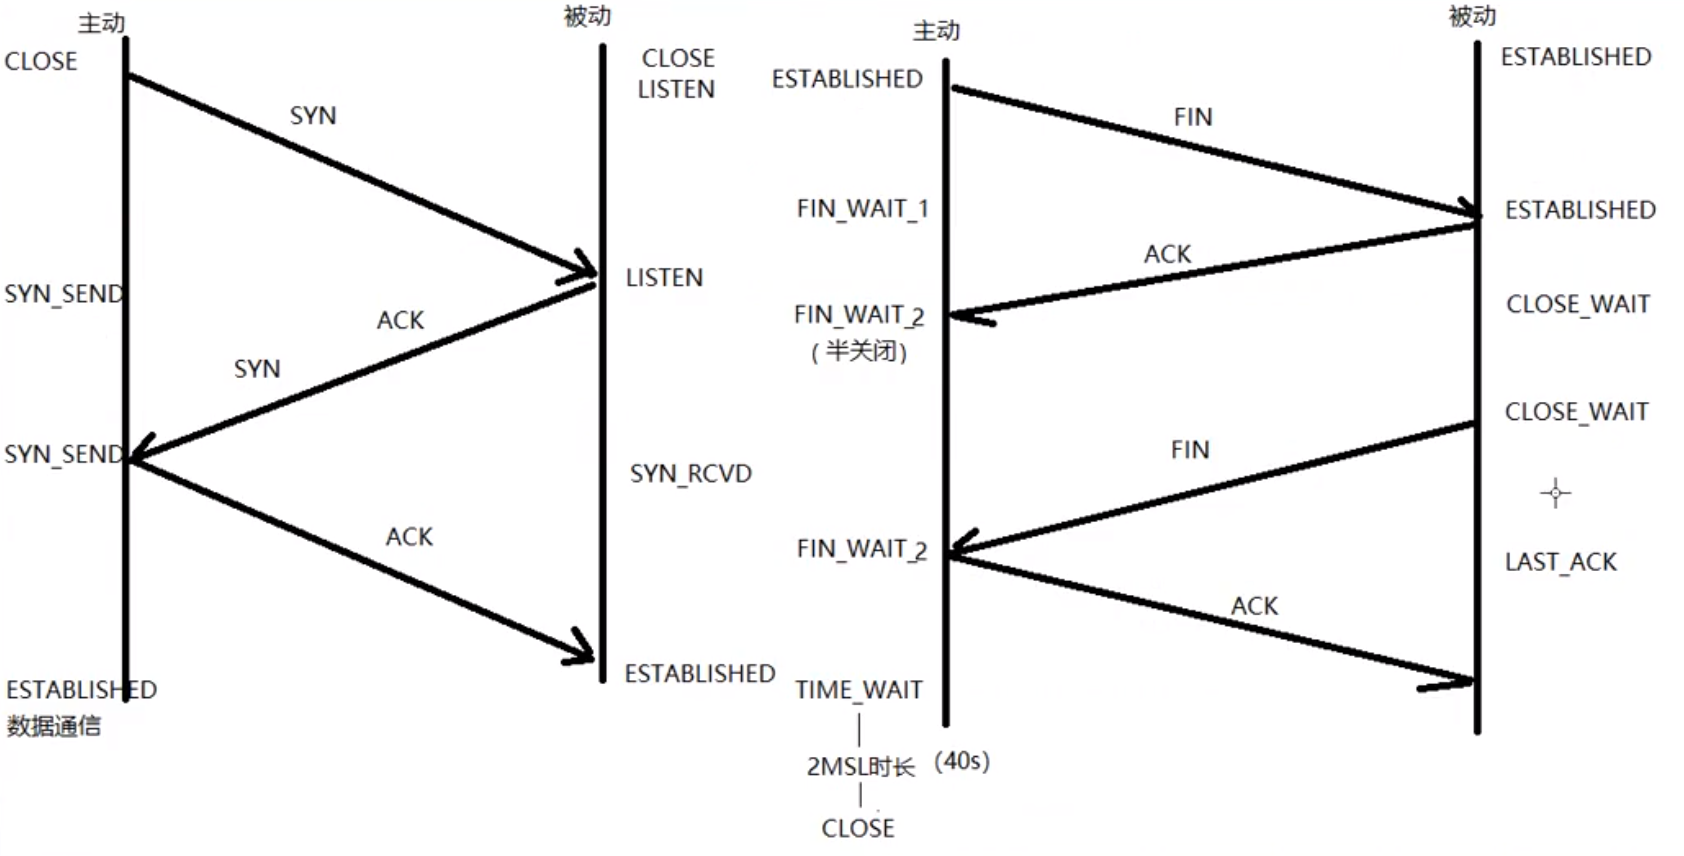 主动
被动
CLOSE
CLOSE
LISTEN
SYN
LISTEN
SYN_SEND
ACK
SYN
SYN_SEND
SYN_RCVD
ACK
ESTABLISHED
ESTABLISHED
数据通信
主动
被动
ESTABLISHED
ESTABLISHED
FIN
FIN_WAIT_1
ESTABLISHED
ACK
CLOSE_WAIT
FIN_WAIT_2
(半关闭)
CLOSE_WAIT
FIN
FIN_WAIT_2
LAST_ACK
ACK
TIME_WAIT
2MSL时长 (40s)
CLOSE